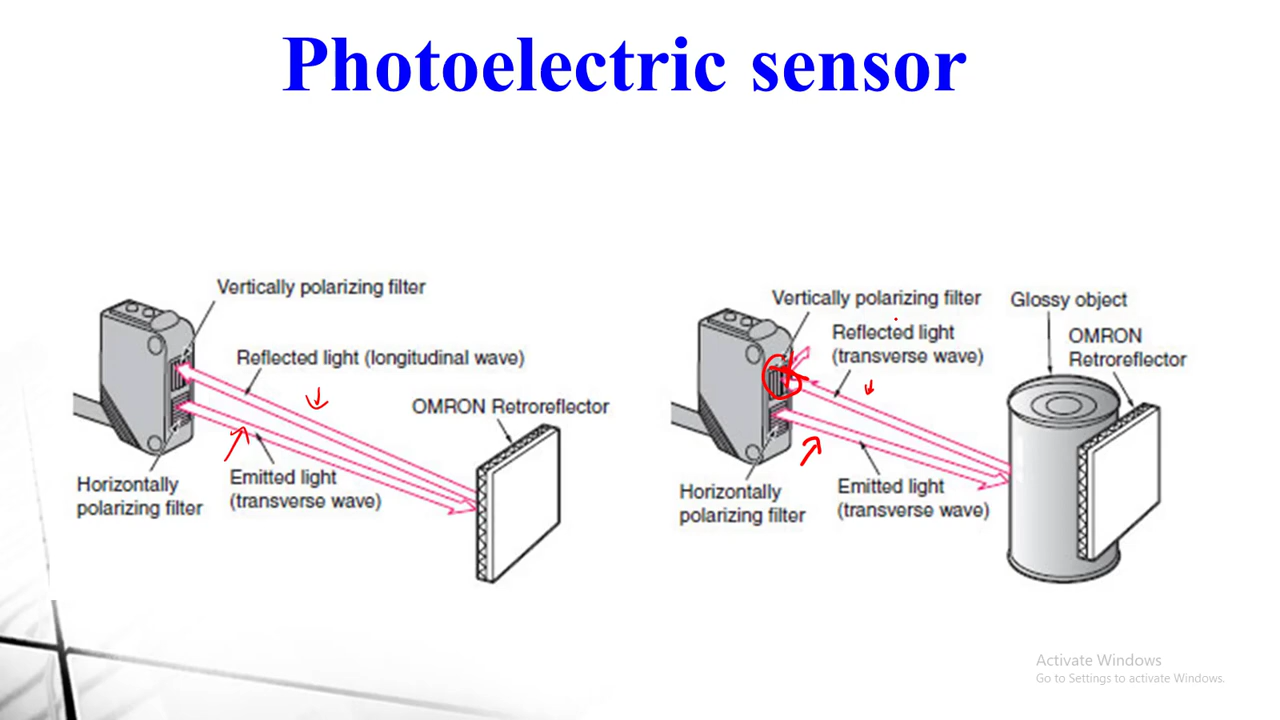 Photoelectric sensor
Vertically polarizing filter
Reflected light (longitudinal wave)
OMRON Retroreflector
Horizontally
polarizing filter
Emitted light
(transverse wave)
Vertically polarizing filter
Glossy object
Reflected light
(transverse wave)
OMRON
Retroreflector
Horizontally
polarizing filter
Emitted light
(transverse wave)
Activate Windows
Go to Settings to activate Windows.